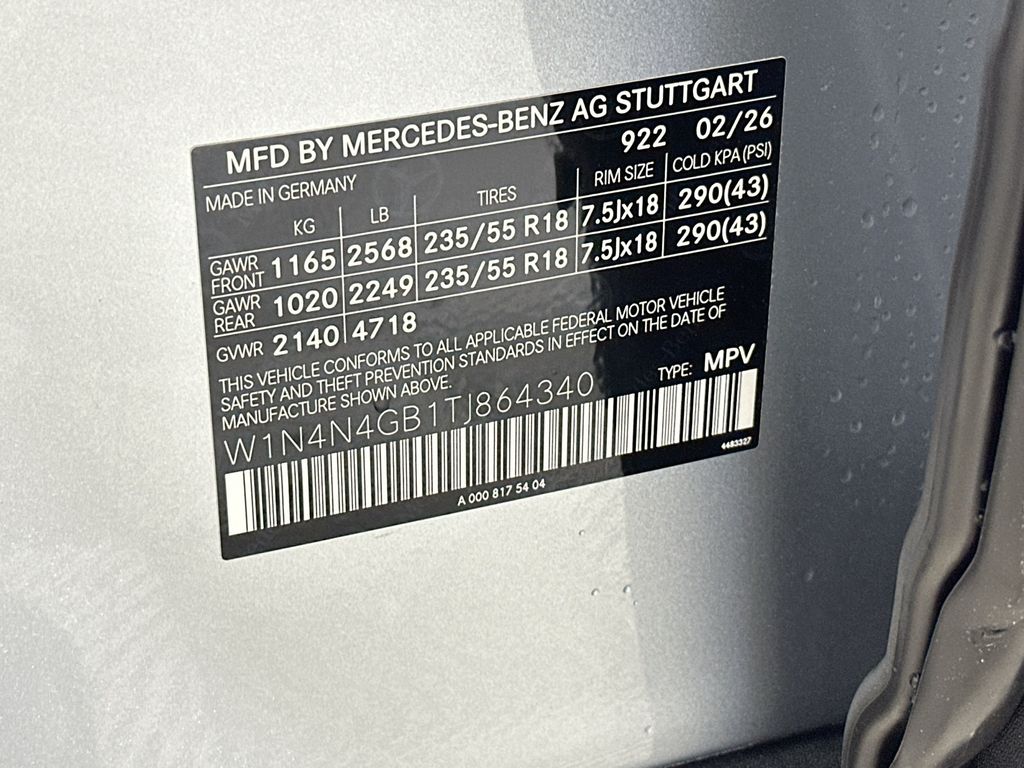 MFD BY MERCEDES-BENZ AG STUTTGART
MADE IN GERMANY 922 02/26
KG LB TIRES RIM SIZE COLD KPA (PSI)
GAWR FRONT 1165 2568 235/55 R18 7.5Jx18 290(43)
GAWR REAR 1020 2249 235/55 R18 7.5Jx18 290(43)
GVWR 2140 4718
THIS VEHICLE CONFORMS TO ALL APPLICABLE FEDERAL MOTOR VEHICLE
SAFETY AND THEFT PREVENTION STANDARDS IN EFFECT ON THE DATE OF
MANUFACTURE SHOWN ABOVE.
W1N4N4GB1TJ864340 TYPE: MPV
A 000 817 54 04 4483327